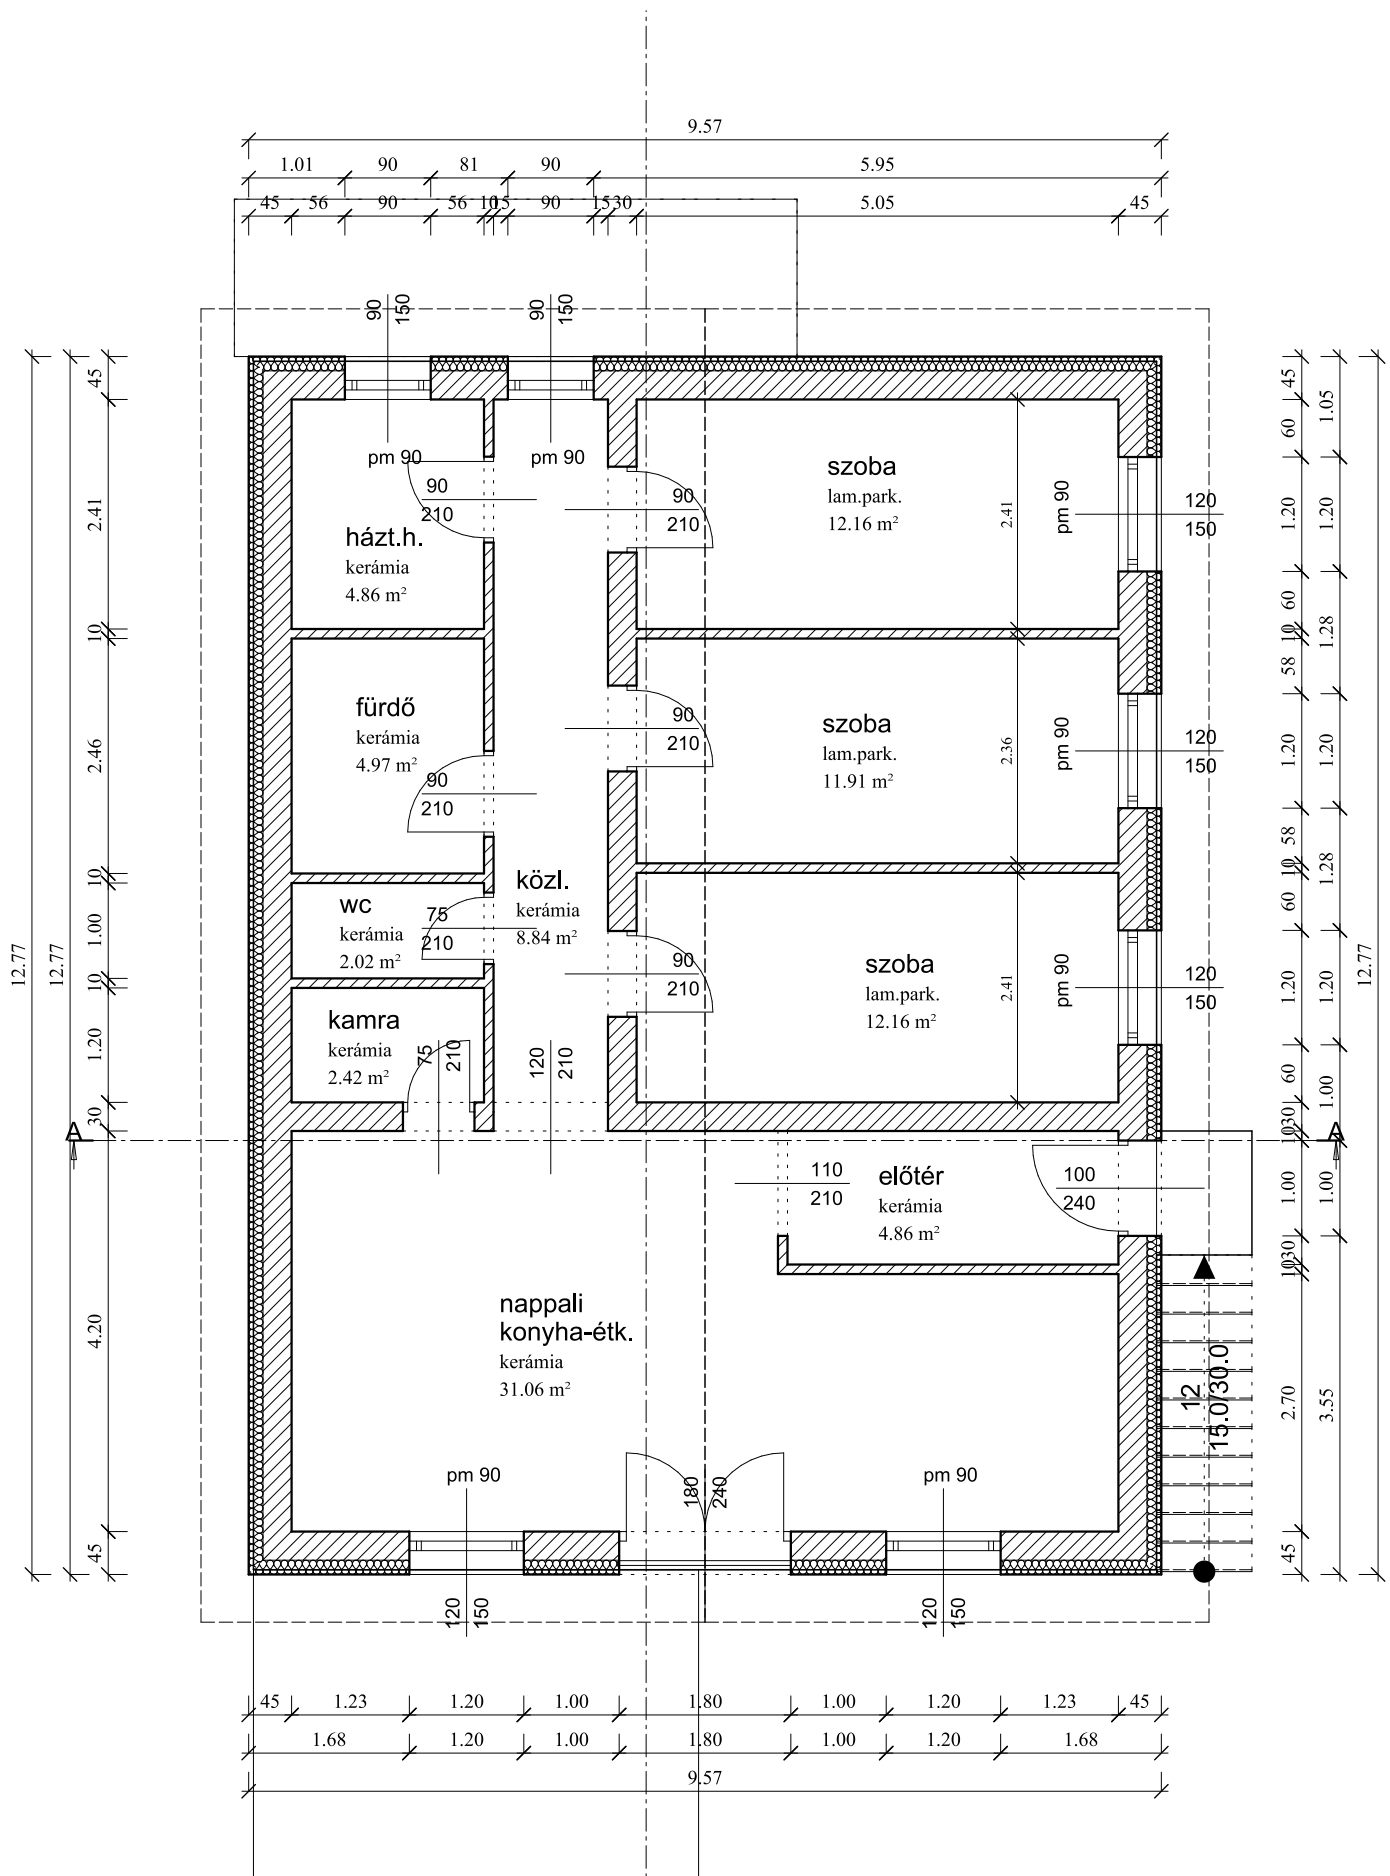 9.57
1.01 90 81 90 5.95
45 56 90 56 10 15 90 15 30 5.05 45
90 150
90 150
pm 90
pm 90
90
210
házt.h.
kerámia
4.86 m²
90
210
szoba
lam.park.
12.16 m²
2.41
pm 90
120
150
fürdő
kerámia
4.97 m²
90
210
90
210
szoba
lam.park.
11.91 m²
2.36
pm 90
120
150
wc
kerámia
2.02 m²
75
210
közl.
kerámia
8.84 m²
90
210
szoba
lam.park.
12.16 m²
2.41
pm 90
120
150
kamra
kerámia
2.42 m²
75 210
120 210
A
A
110
210
előtér
kerámia
4.86 m²
100
240
nappali
konyha-étk.
kerámia
31.06 m²
12
15.0/30.0
pm 90
180 240
pm 90
120 150
120 150
12.77
12.77
45 2.41 10 2.46 10 1.00 10 1.20 30 4.20 45
45 60 1.20 60 10 58 1.20 58 10 60 1.20 60 30 10 1.00 30 10 2.70 45
1.05 1.20 1.28 1.20 1.28 1.20 1.00 1.00 3.55
12.77
45 1.23 1.20 1.00 1.80 1.00 1.20 1.23 45
1.68 1.20 1.00 1.80 1.00 1.20 1.68
9.57